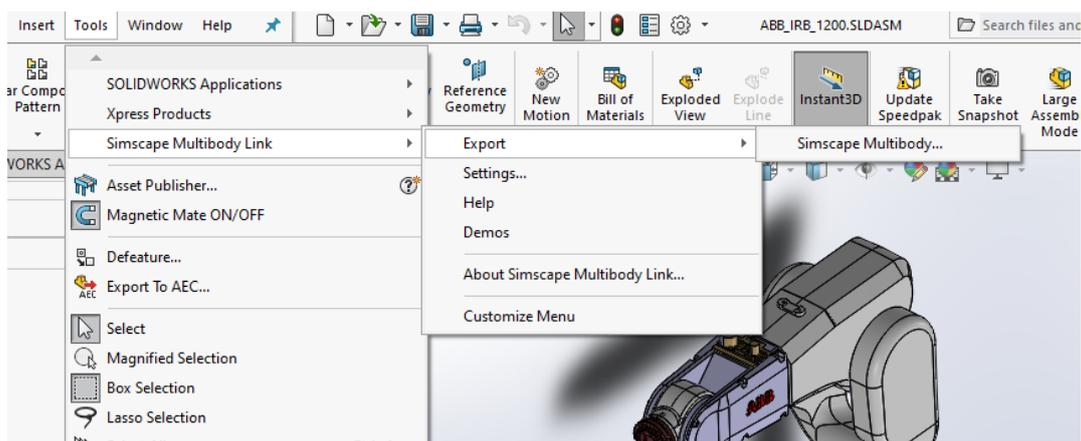 Insert Tools Window Help ABB_IRB_1200.SLDASM Search files and
ar Compo
Pattern
Reference
Geometry
New
Motion
Bill of
Materials
Exploded
View
Explode
Line
Instant3D
Update
Speedpak
Take
Snapshot
Large
Assemb
Mode
WORKS A
SOLIDWORKS Applications
Xpress Products
Simscape Multibody Link
Asset Publisher...
Magnetic Mate ON/OFF
Defeature...
AEC
Export To AEC...
Select
Magnified Selection
Box Selection
Lasso Selection
Export
Settings...
Help
Demos
About Simscape Multibody Link...
Customize Menu
Simscape Multibody...
ABB